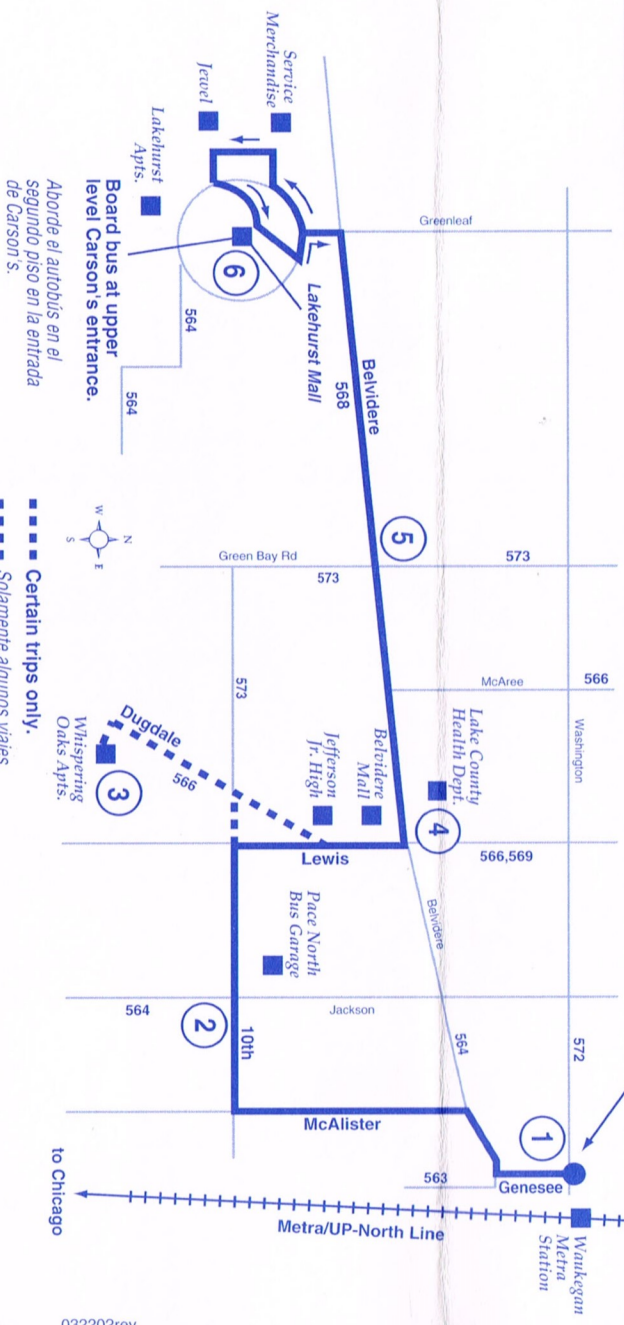 Service
Merchandise
Jewel
Lakehurst
Apts.
Board bus at upper
level Carson's entrance.
Aborde el autobús en el
segundo piso en la entrada
de Carson's.
6
Lakehurst Mall
Greenleaf
564
564
Belvidere
568
5
Green Bay Rd
573
573
573
N
W
E
S
Certain trips only.
Solamente algunos viajes
McAree
566
Washington
Lake County
Health Dept.
Belvidere
Mall
Jefferson
Jr. High
Dugdale
566
Whispering
Oaks Apts.
3
4
Lewis
566,569
Belvidere
Pace North
Bus Garage
564
Jackson
2
10th
564
572
McAlister
1
563
Genesee
Waukegan
Metra
Station
Metra/UP-North Line
to Chicago
032202rev